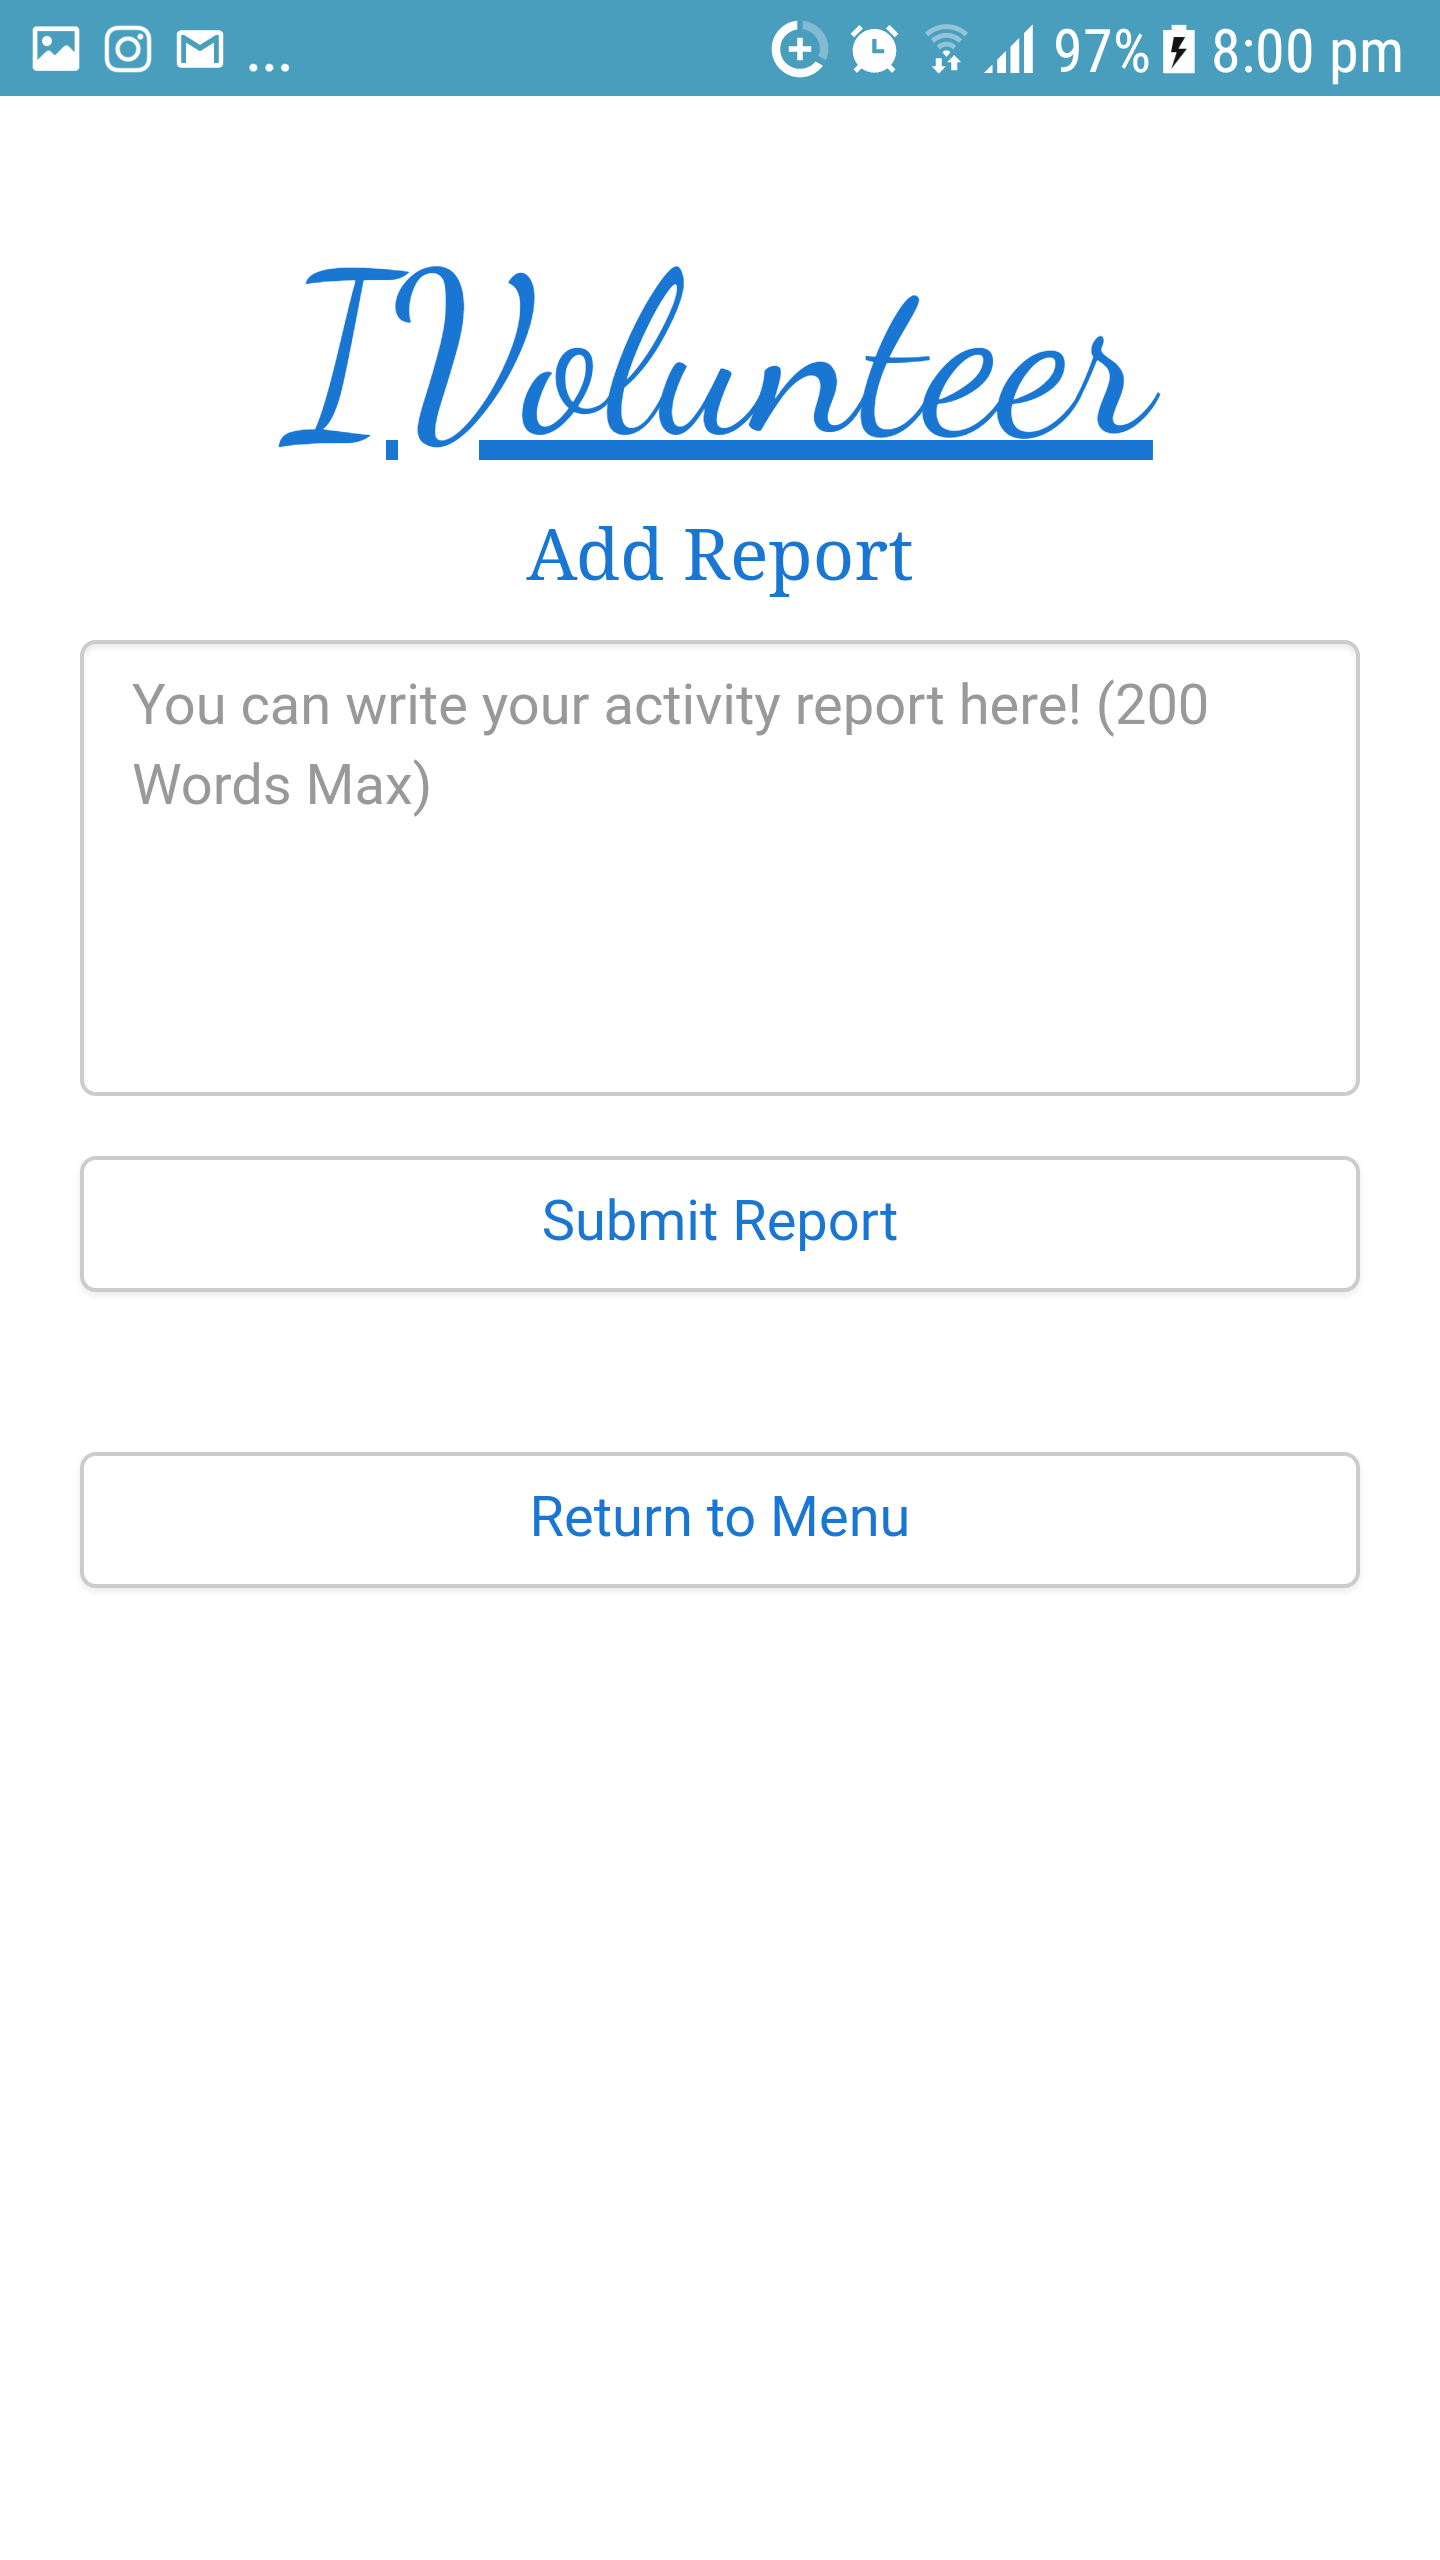 ... 97% 8:00 pm
IVolunteer
Add Report
You can write your activity report here! (200
Words Max)
Submit Report
Return to Menu